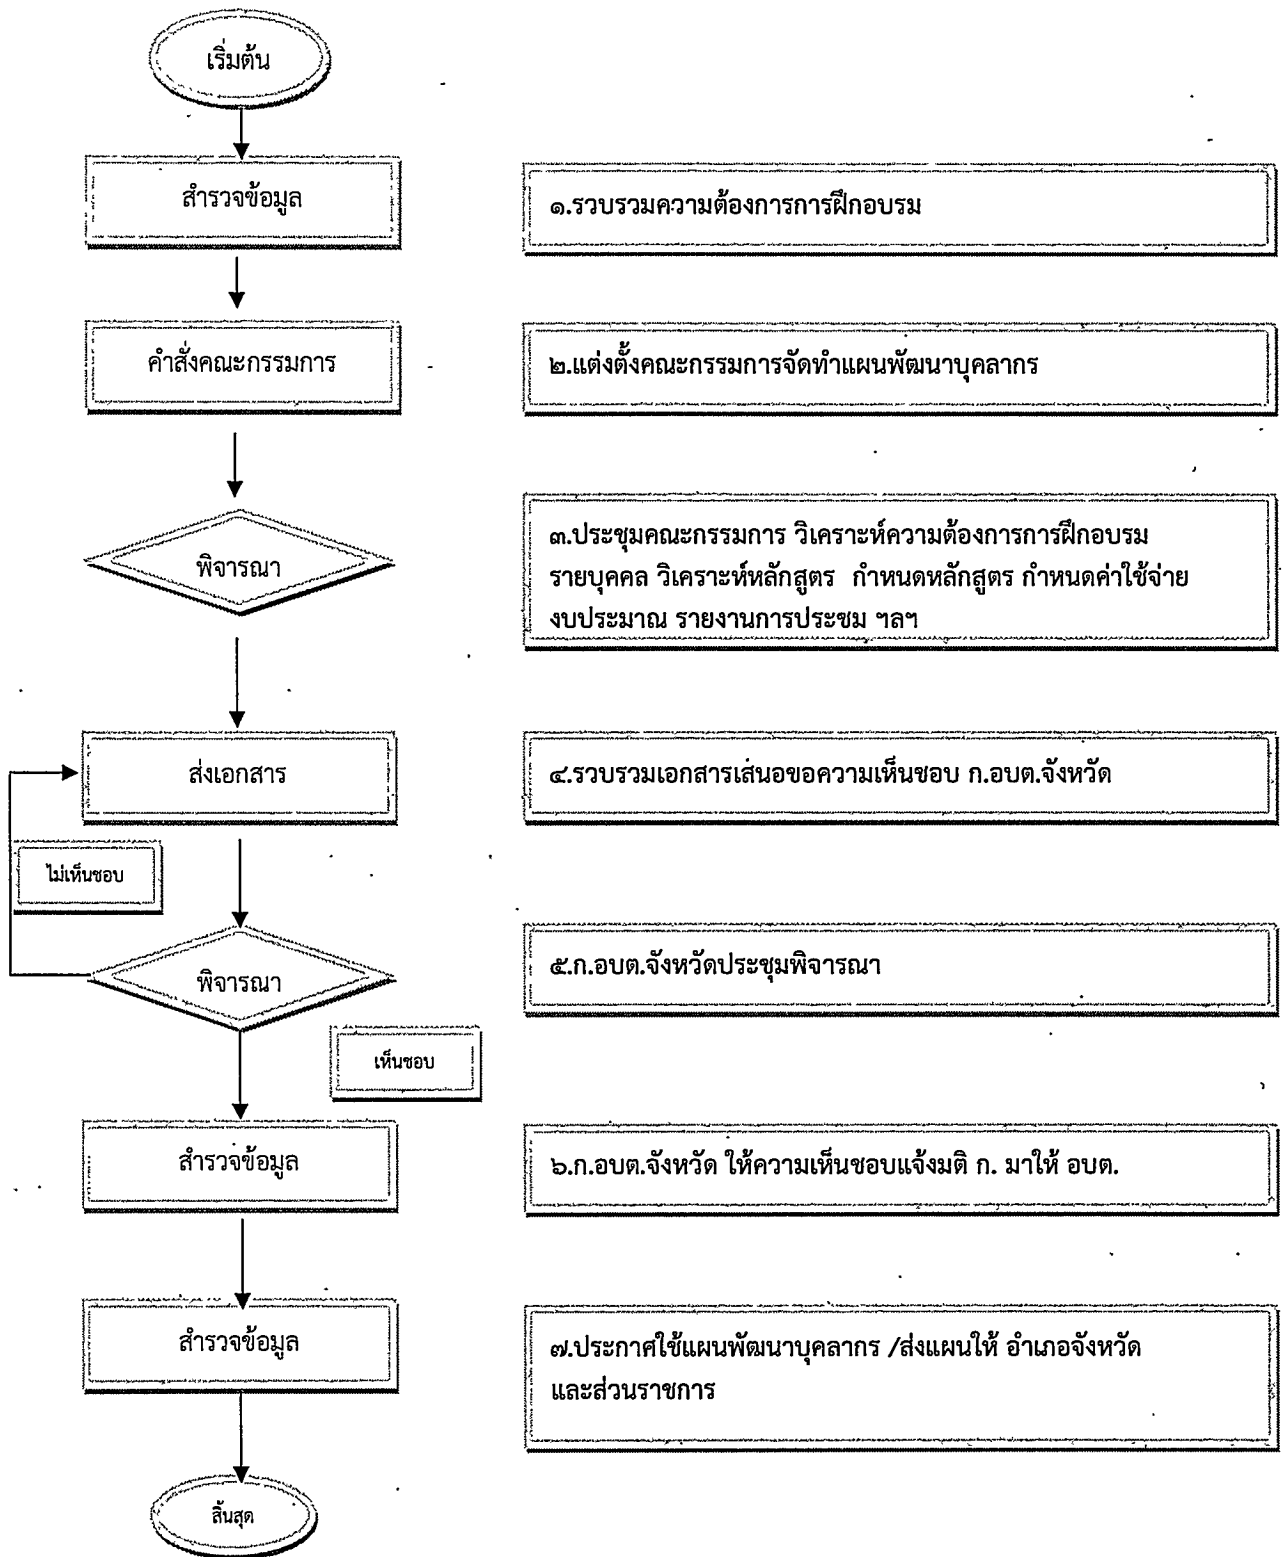 เริ่มต้น
สำรวจข้อมูล
๑.รวบรวมความต้องการการฝึกอบรม
คำสั่งคณะกรรมการ
๒.แต่งตั้งคณะกรรมการจัดทำแผนพัฒนาบุคลากร
พิจารณา
๓.ประชุมคณะกรรมการ วิเคราะห์ความต้องการการฝึกอบรม
รายบุคคล วิเคราะห์หลักสูตร กำหนดหลักสูตร กำหนดค่าใช้จ่าย
งบประมาณ รายงานการประชม ฯลฯ
ส่งเอกสาร
๔.รวบรวมเอกสารเสนอขอความเห็นชอบ ก.อบต.จังหวัด
ไม่เห็นชอบ
พิจารณา
๕.ก.อบต.จังหวัดประชุมพิจารณา
เห็นชอบ
สำรวจข้อมูล
๖.ก.อบต.จังหวัด ให้ความเห็นชอบแจ้งมติ ก. มาให้ อบต.
สำรวจข้อมูล
๗.ประกาศใช้แผนพัฒนาบุคลากร /ส่งแผนให้ อำเภอจังหวัด
และส่วนราชการ
สิ้นสุด